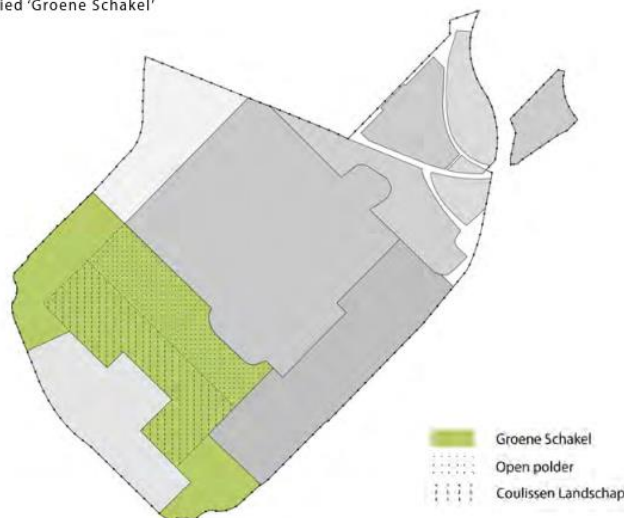 ied ‘Groene Schakel’
Groene Schakel
Open polder
Coulissen Landschap